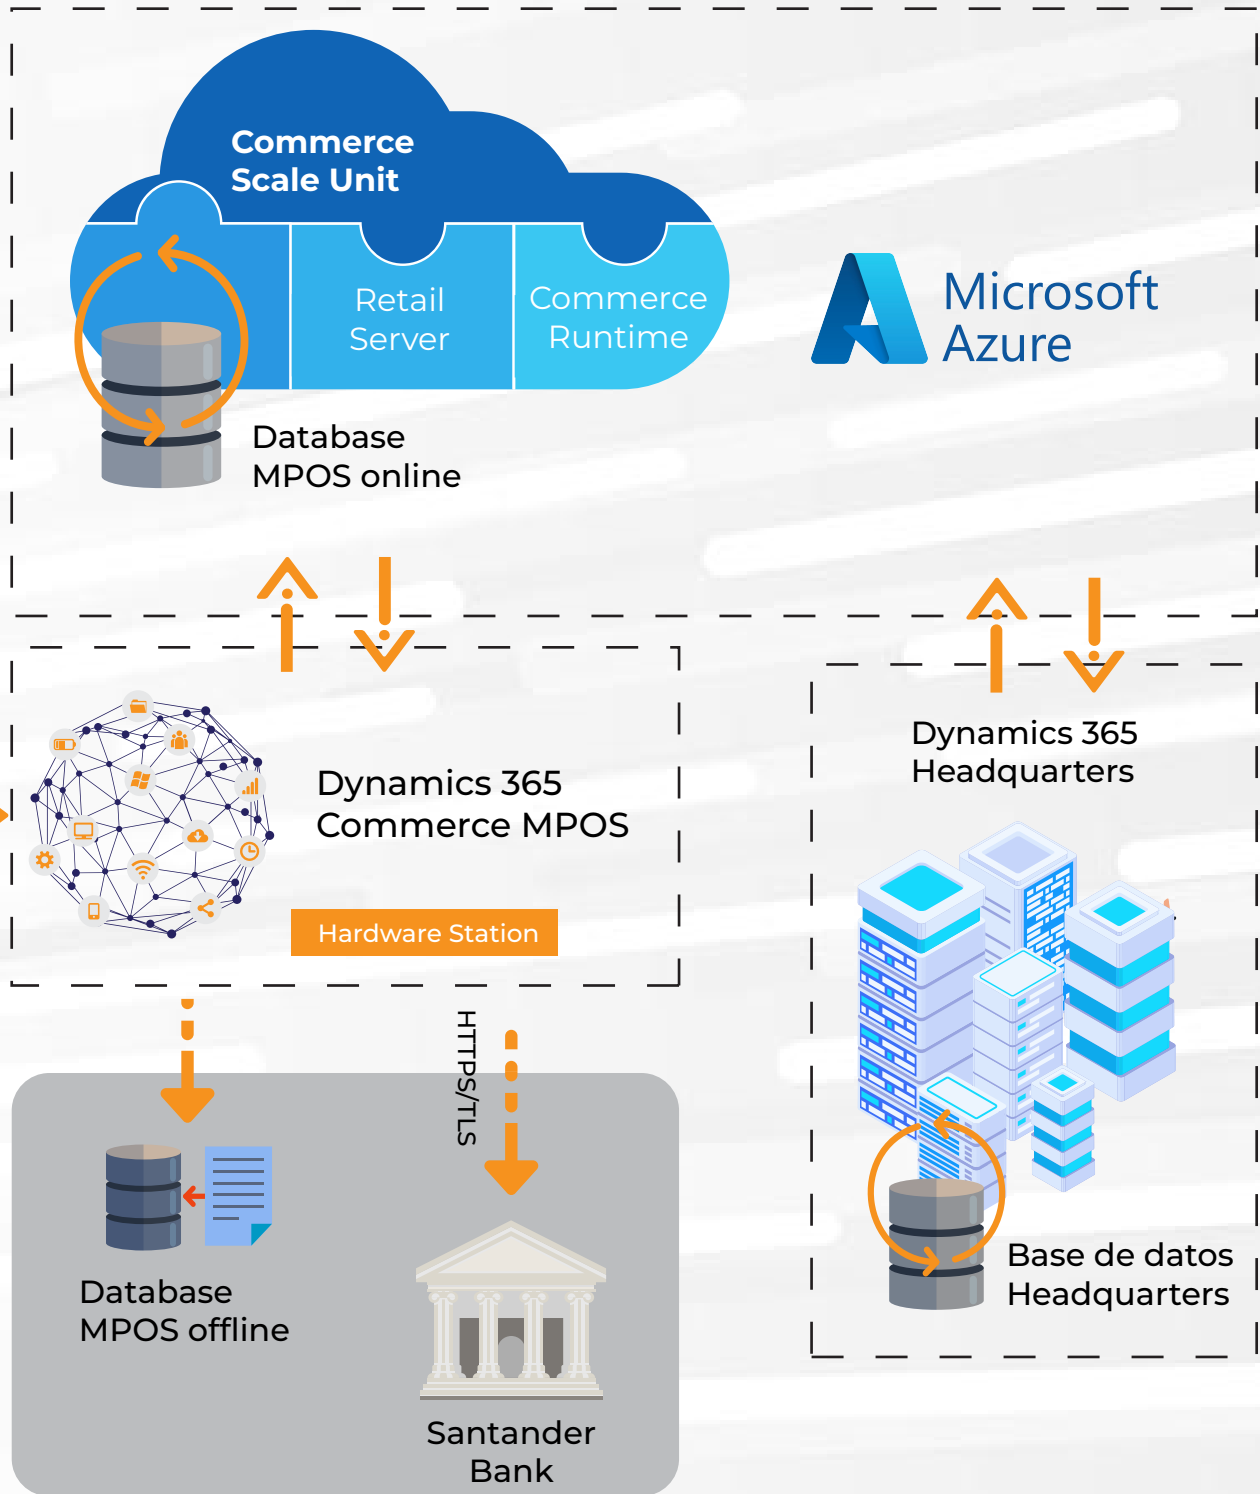 Commerce
Scale Unit
Retail
Server
Commerce
Runtime
Microsoft
Azure
Database
MPOS online
Dynamics 365
Commerce MPOS
Hardware Station
Dynamics 365
Headquarters
HTTPS/TLS
Database
MPOS offline
Santander
Bank
Base de datos
Headquarters